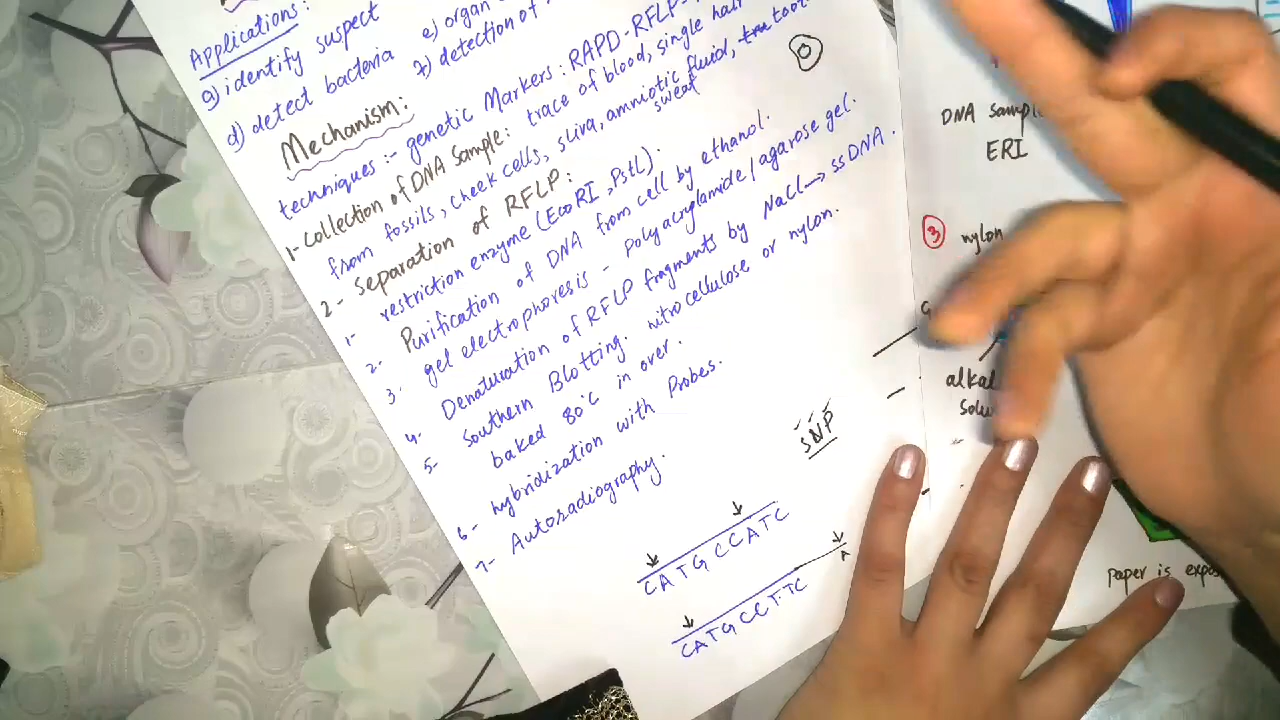 Applications:
a) identify suspect e) organ
d) detect bacteria 7) detection of
Mechanism:
techniques :- genetic Markers : RAPD-RFLP-
1- Collection of DNA Sample: trace of blood, single hair
from fossils, cheek cells, sliva, amniotic fluid,
sweat
2- Separation of RFLP:
1- restriction enzyme (EcoRI, PstI).
2- Purification of DNA from cell by ethanol.
3- gel electrophoresis - polyacrylamide / agarose gel.
4- Denaturation of RFLP fragments by NaCl → ssDNA.
5- Southern Blotting. nitrocellulose or nylon.
baked 80°C in over.
6- hybridization with Probes.
7- Autoradiography.
SNP
CATGCCATC
CATGCCTTC A
DNA sample
ERI
3 nylon
paper is